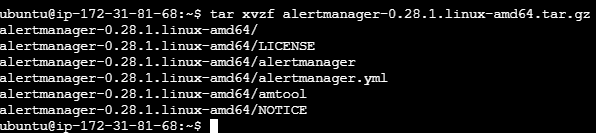 ubuntu@ip-172-31-81-68:~$ tar xvzf alertmanager-0.28.1.linux-amd64.tar.gz
alertmanager-0.28.1.linux-amd64/
alertmanager-0.28.1.linux-amd64/LICENSE
alertmanager-0.28.1.linux-amd64/alertmanager
alertmanager-0.28.1.linux-amd64/alertmanager.yml
alertmanager-0.28.1.linux-amd64/amtool
alertmanager-0.28.1.linux-amd64/NOTICE
ubuntu@ip-172-31-81-68:~$